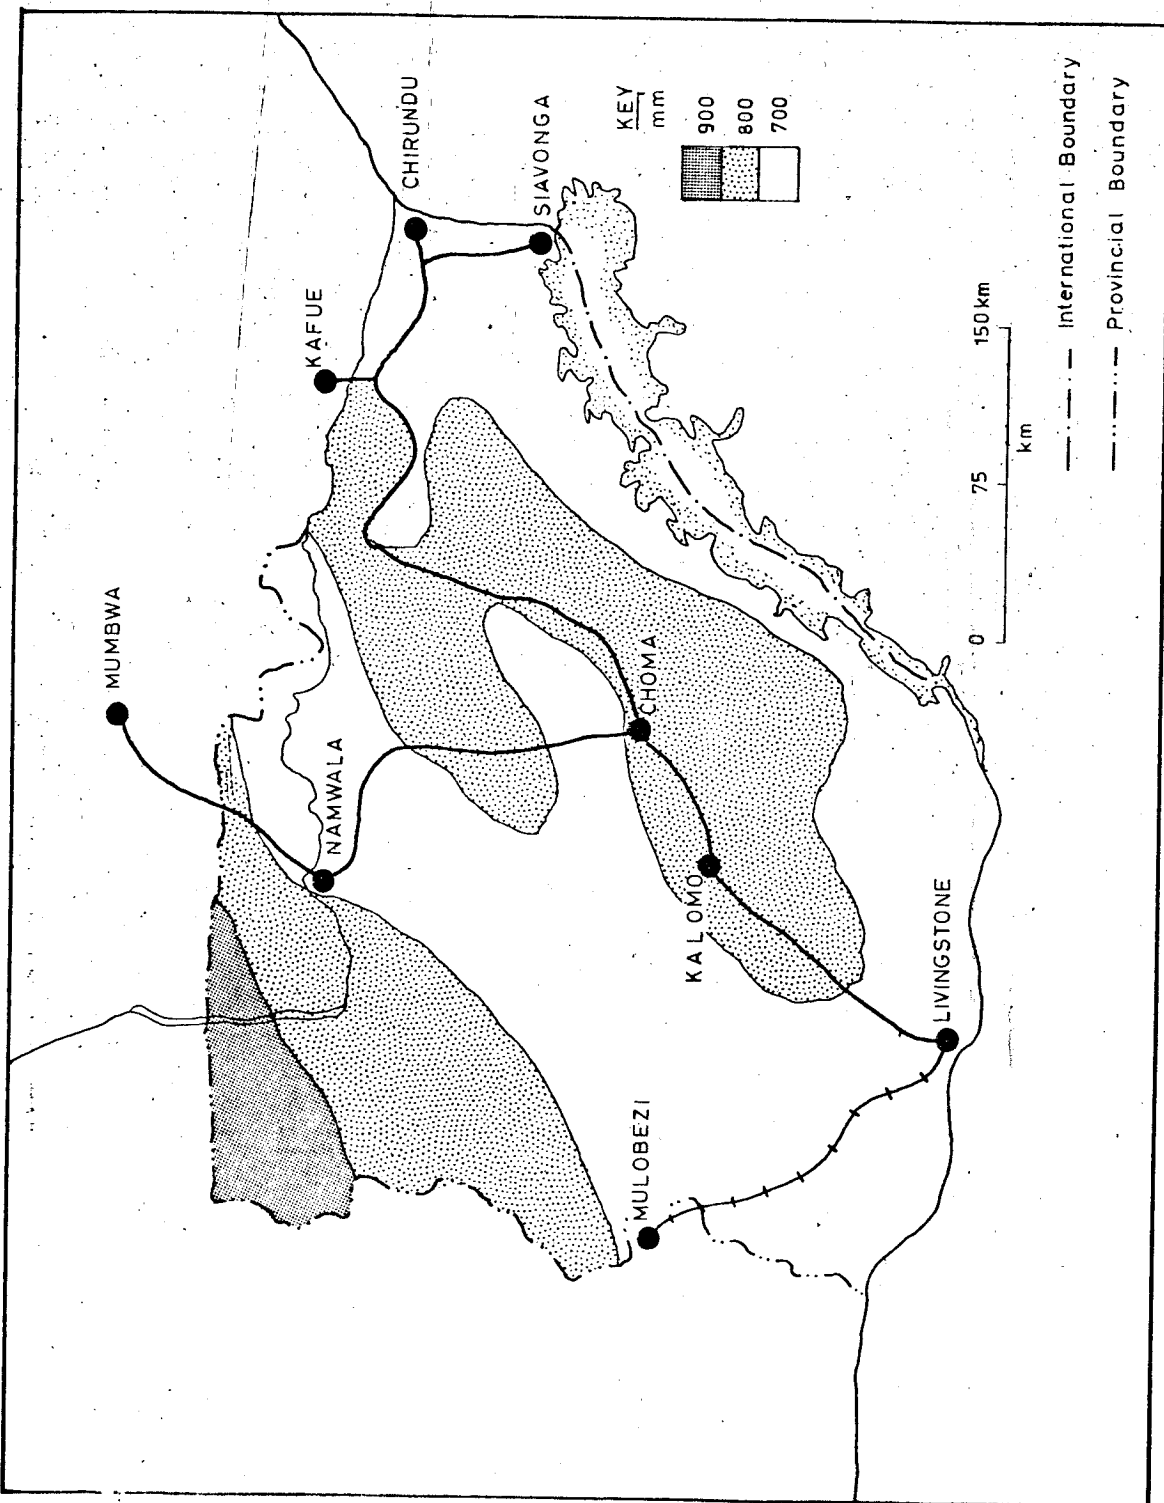 MUMBWA
KAFUE
CHIRUNDU
NAMWALA
SIAVONGA
CHOMA
KALOMO
MULOBEZI
LIVINGSTONE
KEY
mm
900
800
700
0 75 150 km
km
International Boundary
Provincial Boundary